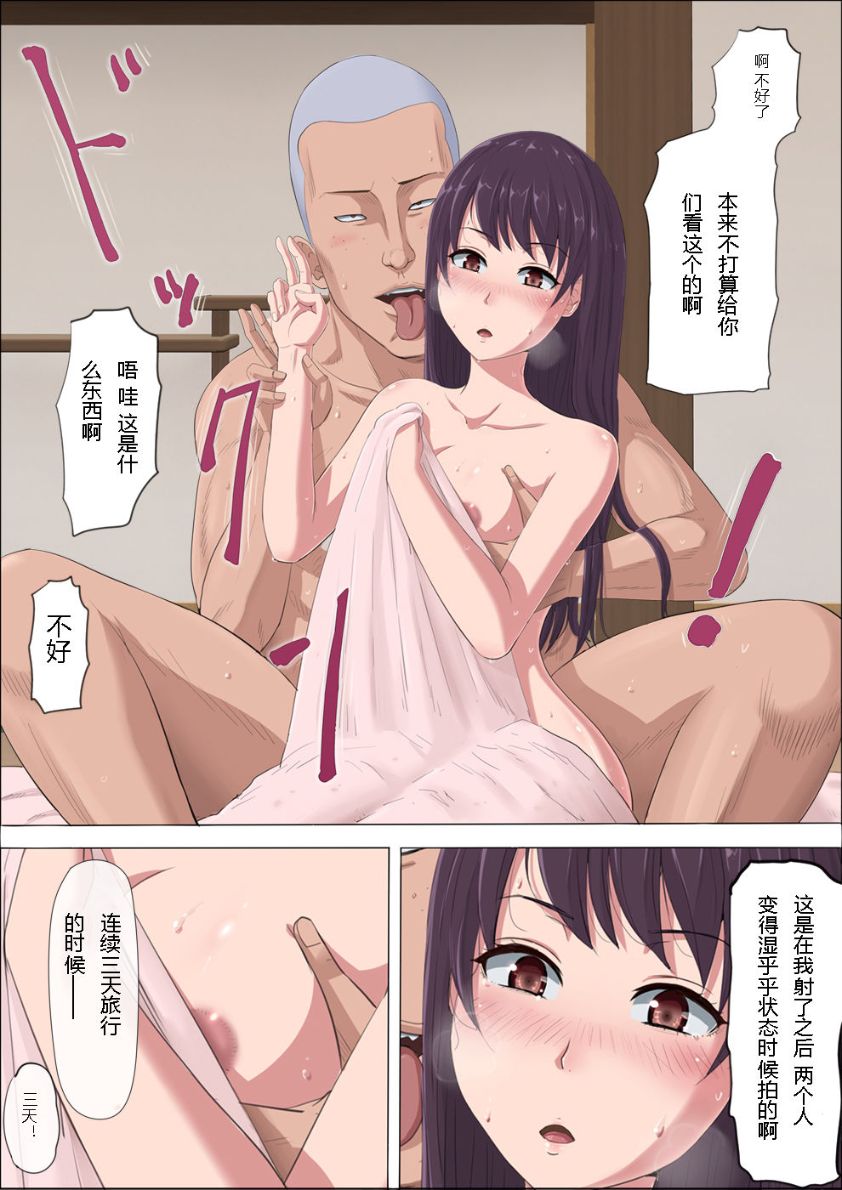 啊 不好了
本来不打算给你
们看这个的啊
唔 哇 这是什
么东西啊
不好
ドドックン！
这是在我射了之后 两个人
变得湿乎乎状态时候拍的啊
连续三天旅行
的时候——
三天！